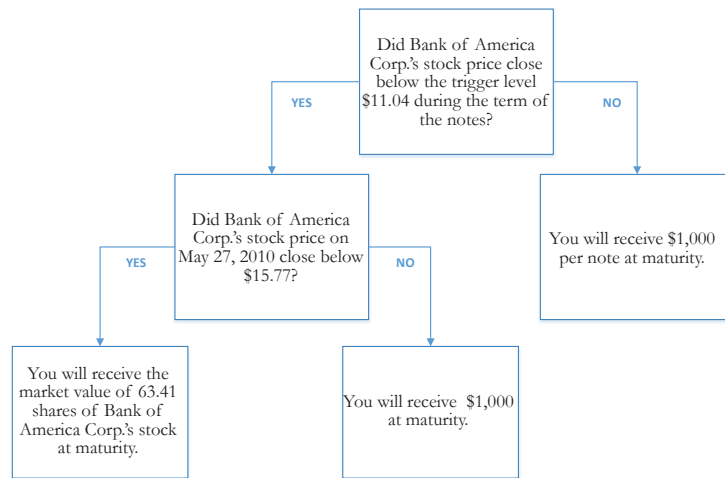 Did Bank of America
Corp.'s stock price close
below the trigger level
$11.04 during the term of
the notes?
YES
NO
Did Bank of America
Corp.'s stock price on
May 27, 2010 close below
$15.77?
You will receive $1,000
per note at maturity.
YES
NO
You will receive the
market value of 63.41
shares of Bank of
America Corp.'s stock
at maturity.
You will receive $1,000
at maturity.